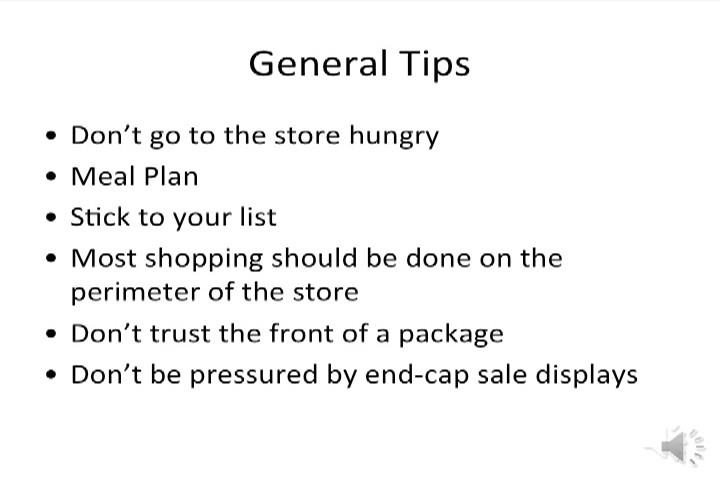 General Tips
• Don’t go to the store hungry
• Meal Plan
• Stick to your list
• Most shopping should be done on the
perimeter of the store
• Don’t trust the front of a package
• Don’t be pressured by end-cap sale displays